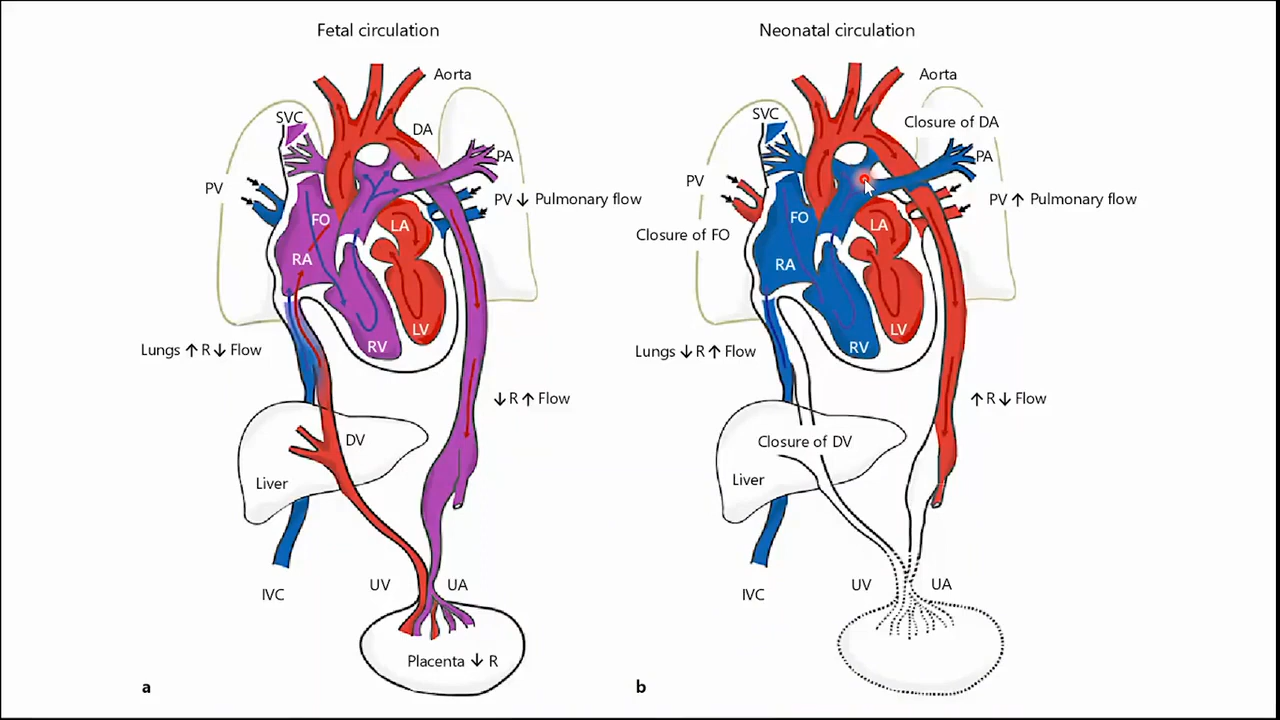 Fetal circulation
Aorta
SVC
DA
PA
PV
PV ↓ Pulmonary flow
FO
LA
RA
LV
RV
Lungs ↑ R ↓ Flow
↓ R ↑ Flow
DV
Liver
UV
UA
IVC
Placenta ↓ R
a
Neonatal circulation
Aorta
SVC
Closure of DA
PA
PV
PV ↑ Pulmonary flow
FO
LA
Closure of FO
RA
LV
RV
Lungs ↓ R ↑ Flow
↑ R ↓ Flow
Closure of DV
Liver
UV
UA
IVC
b